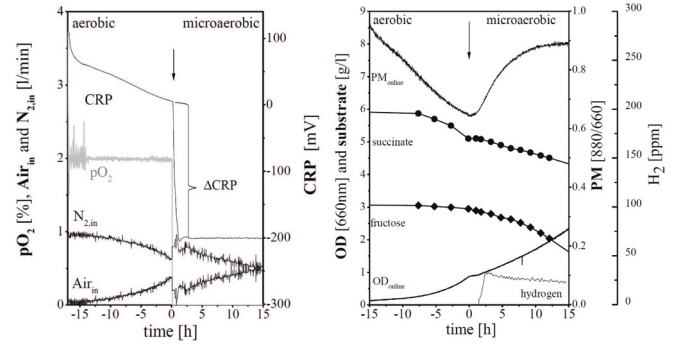 aerobic
microaerobic
CRP
pO2
ΔCRP
N2,in
Airin
pO2 [%], Airin and N2,in [l/min]
4
3
2
1
0
100
0
-100
-200
-250
-300
CRP [mV]
-15 -10 -5 0 5 10 15
time [h]
aerobic
microaerobic
PMonline
succinate
fructose
ODonline
hydrogen
OD [660nm] and substrate [g/l]
9
8
7
6
5
4
3
2
1
0
1.0
0.8
0.6
0.4
0.2
0.0
PM [880/660]
300
250
200
150
100
50
0
H2 [ppm]
-15 -10 -5 0 5 10 15
time [h]